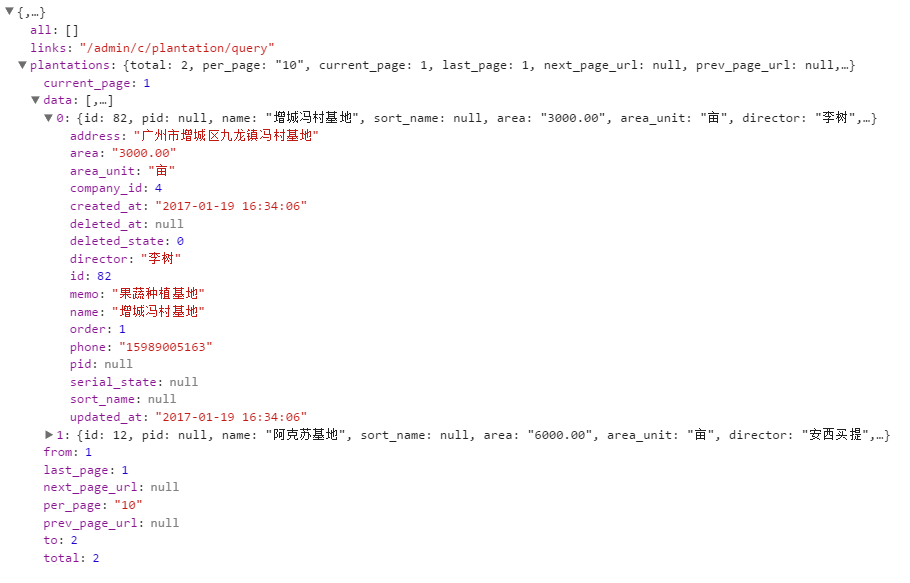 {,…}
all: []
links: "/admin/c/plantation/query"
plantations: {total: 2, per_page: "10", current_page: 1, last_page: 1, next_page_url: null, prev_page_url: null,…}
current_page: 1
data: [,…]
0: {id: 82, pid: null, name: "增城冯村基地", sort_name: null, area: "3000.00", area_unit: "亩", director: "李树",…}
address: "广州市增城区九龙镇冯村基地"
area: "3000.00"
area_unit: "亩"
company_id: 4
created_at: "2017-01-19 16:34:06"
deleted_at: null
deleted_state: 0
director: "李树"
id: 82
memo: "果蔬种植基地"
name: "增城冯村基地"
order: 1
phone: "15989005163"
pid: null
serial_state: null
sort_name: null
updated_at: "2017-01-19 16:34:06"
1: {id: 12, pid: null, name: "阿克苏基地", sort_name: null, area: "6000.00", area_unit: "亩", director: "安西买提",…}
from: 1
last_page: 1
next_page_url: null
per_page: "10"
prev_page_url: null
to: 2
total: 2